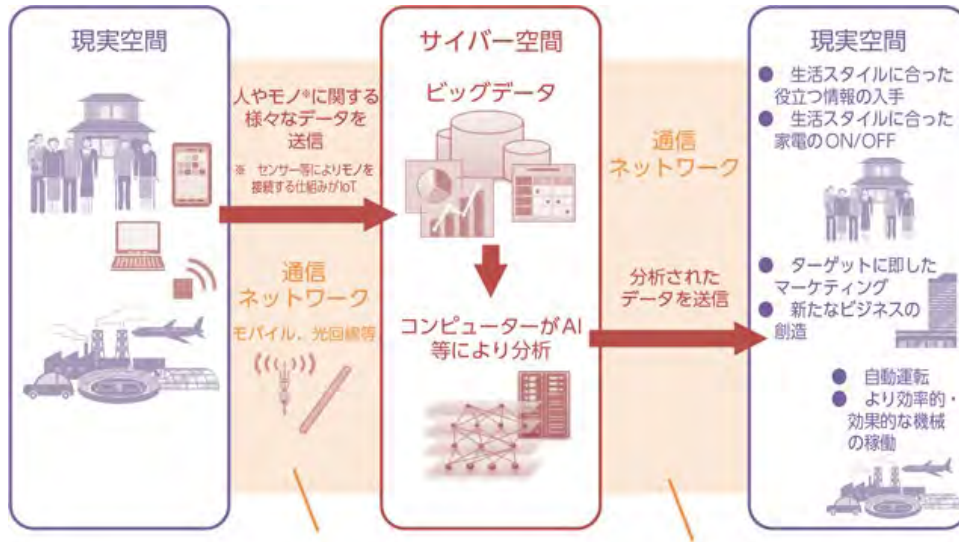 現実空間
人やモノ※に関する
様々なデータを
送信
※ センサー等によりモノを
接続する仕組みがIoT
通信
ネットワーク
モバイル、光回線等
サイバー空間
ビッグデータ
コンピューターがAI
等により分析
通信
ネットワーク
分析された
データを送信
現実空間
● 生活スタイルに合った
役立つ情報の入手
● 生活スタイルに合った
家電のON/OFF
● ターゲットに即した
マーケティング
● 新たなビジネスの
創造
● 自動運転
● より効率的・
効果的な機械
の稼働